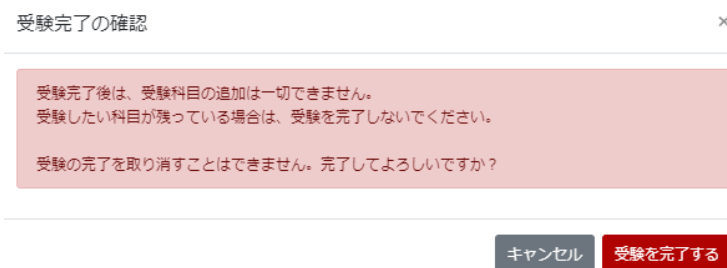 受験完了の確認
×
受験完了後は、受験科目の追加は一切できません。
受験したい科目が残っている場合は、受験を完了しないでください。
受験の完了を取り消すことはできません。完了してよろしいですか？
キャンセル
受験を完了する